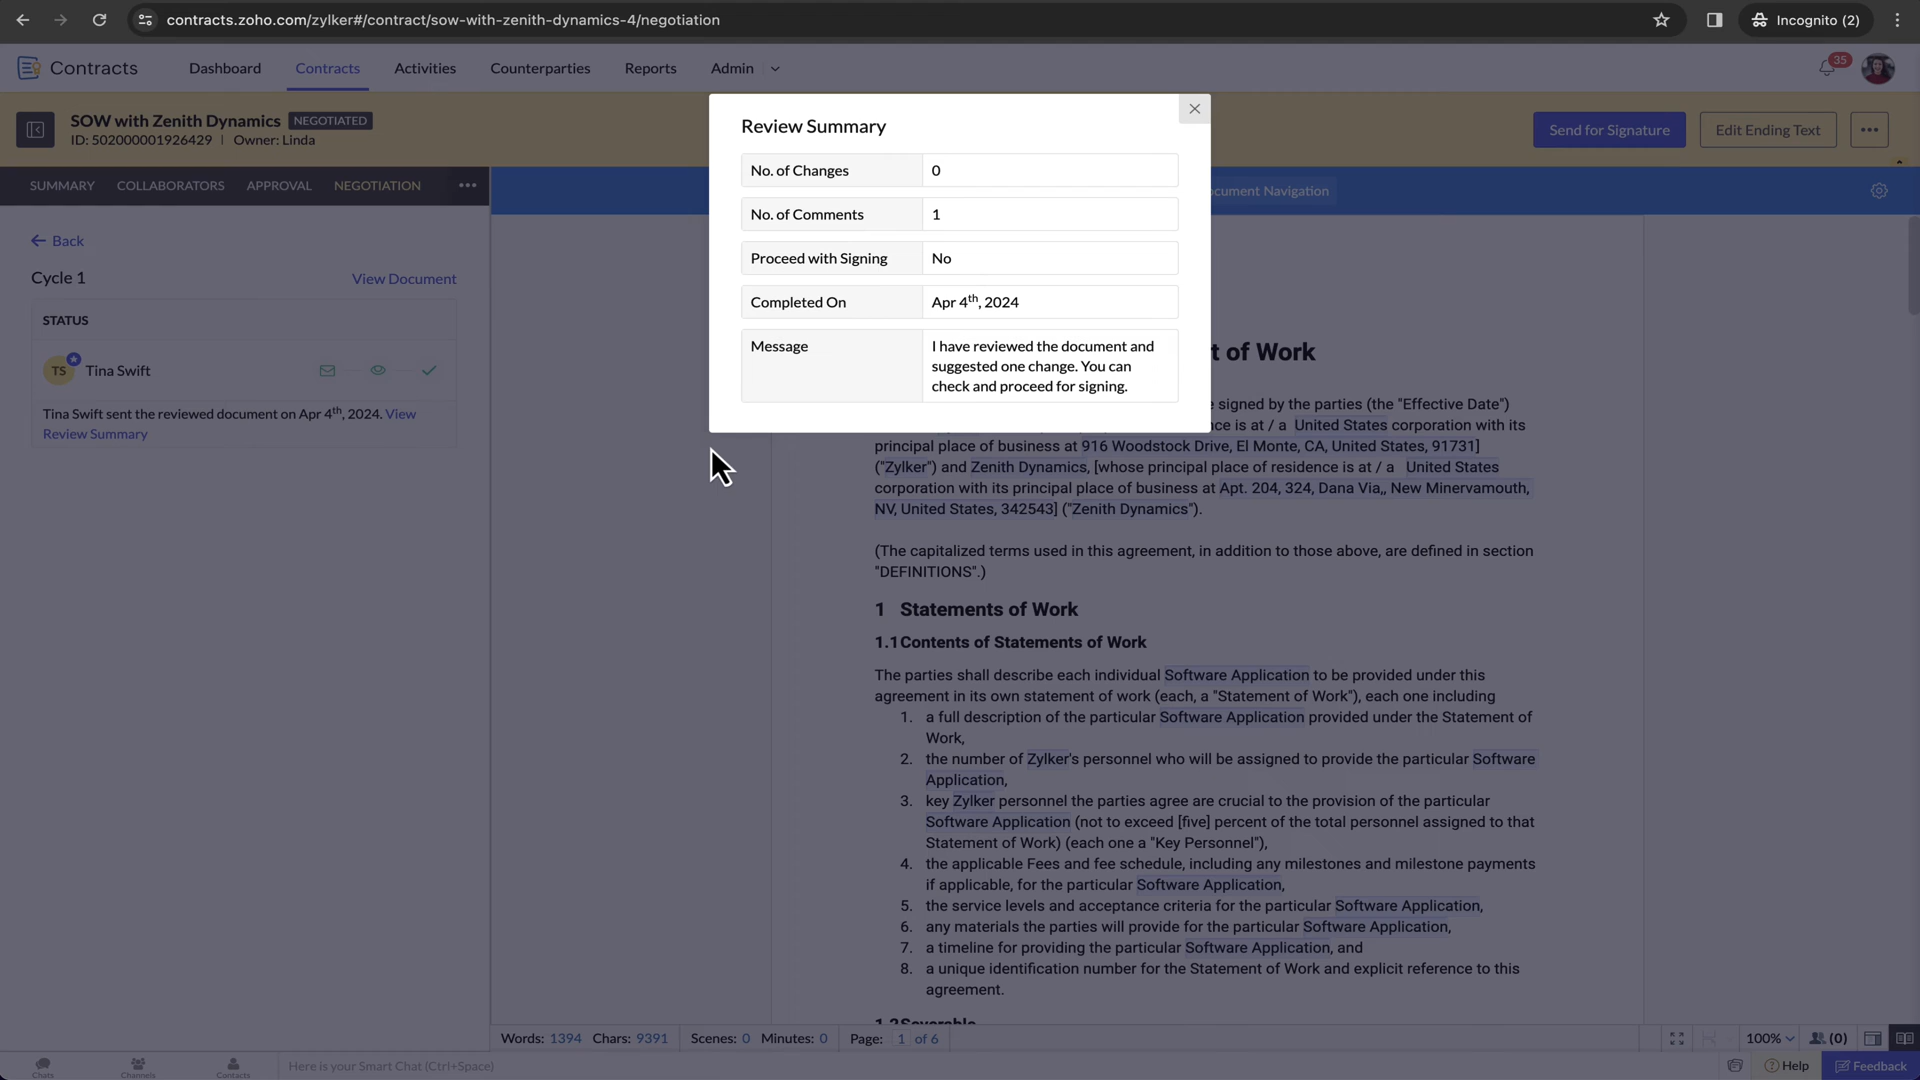 contracts.zoho.com/zylker#/contract/sow-with-zenith-dynamics-4/negotiation
Incognito (2)
Contracts
Dashboard
Contracts
Activities
Counterparties
Reports
Admin
35
SOW with Zenith Dynamics
NEGOTIATED
ID: 502000001926429 | Owner: Linda
Send for Signature
Edit Ending Text
SUMMARY
COLLABORATORS
APPROVAL
NEGOTIATION
Back
Cycle 1
View Document
STATUS
TS
Tina Swift
Tina Swift sent the reviewed document on Apr 4th, 2024. View
Review Summary
Review Summary
No. of Changes 0
No. of Comments 1
Proceed with Signing No
Completed On Apr 4th, 2024
Message I have reviewed the document and
suggested one change. You can
check and proceed for signing.
ocument Navigation
t of Work
e signed by the parties (the "Effective Date")
nce is at / a United States corporation with its
principal place of business at 916 Woodstock Drive, El Monte, CA, United States, 91731]
("Zylker") and Zenith Dynamics, [whose principal place of residence is at / a United States
corporation with its principal place of business at Apt. 204, 324, Dana Via,, New Minervamouth,
NV, United States, 342543] ("Zenith Dynamics").
(The capitalized terms used in this agreement, in addition to those above, are defined in section
"DEFINITIONS".)
1 Statements of Work
1.1Contents of Statements of Work
The parties shall describe each individual Software Application to be provided under this
agreement in its own statement of work (each, a "Statement of Work"), each one including
1. a full description of the particular Software Application provided under the Statement of
Work,
2. the number of Zylker's personnel who will be assigned to provide the particular Software
Application,
3. key Zylker personnel the parties agree are crucial to the provision of the particular
Software Application (not to exceed [five] percent of the total personnel assigned to that
Statement of Work) (each one a "Key Personnel"),
4. the applicable Fees and fee schedule, including any milestones and milestone payments
if applicable, for the particular Software Application,
5. the service levels and acceptance criteria for the particular Software Application,
6. any materials the parties will provide for the particular Software Application,
7. a timeline for providing the particular Software Application, and
8. a unique identification number for the Statement of Work and explicit reference to this
agreement.
1.2Severable
Words: 1394 Chars: 9391 Scenes: 0 Minutes: 0 Page: 1 of 6
100%
(0)
Chats
Channels
Contacts
Here is your Smart Chat (Ctrl+Space)
Help
Feedback